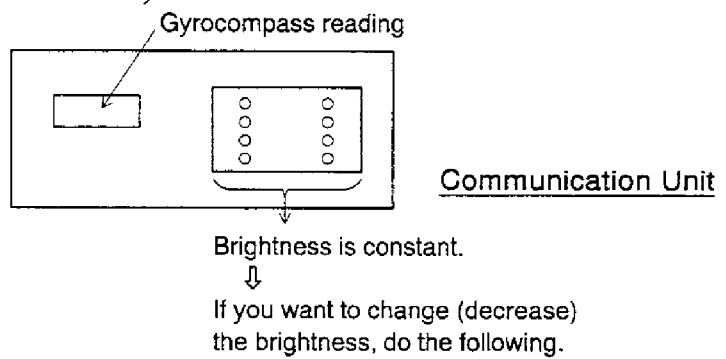 Gyrocompass reading
Communication Unit
Brightness is constant.
If you want to change (decrease)
the brightness, do the following.